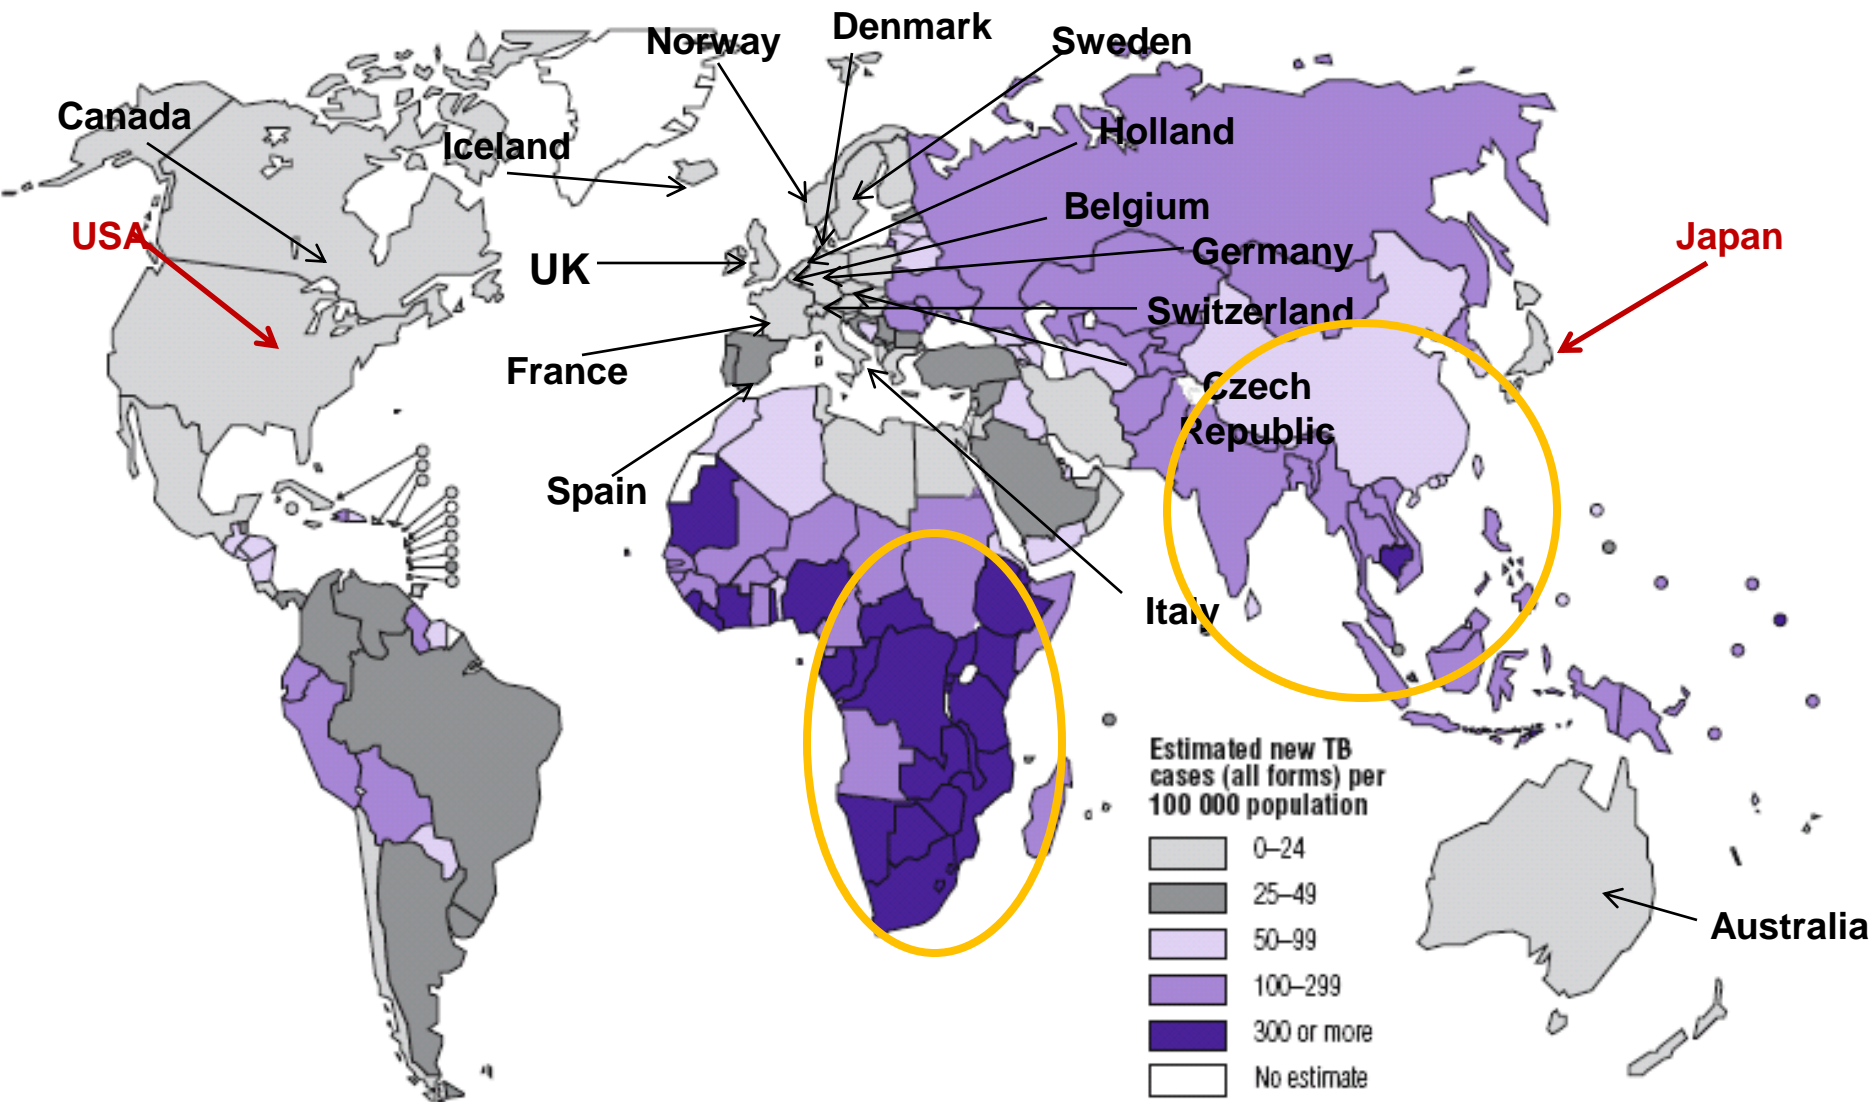 Denmark
Norway
Sweden
Canada
Holland
Iceland
Belgium
USA
Japan
Germany
UK
Switzerland
France
Czech
Republic
Spain
Italy
Estimated new TB
cases (all forms) per
100 000 population
0–24
25–49
50–99
100–299
300 or more
No estimate
Australia